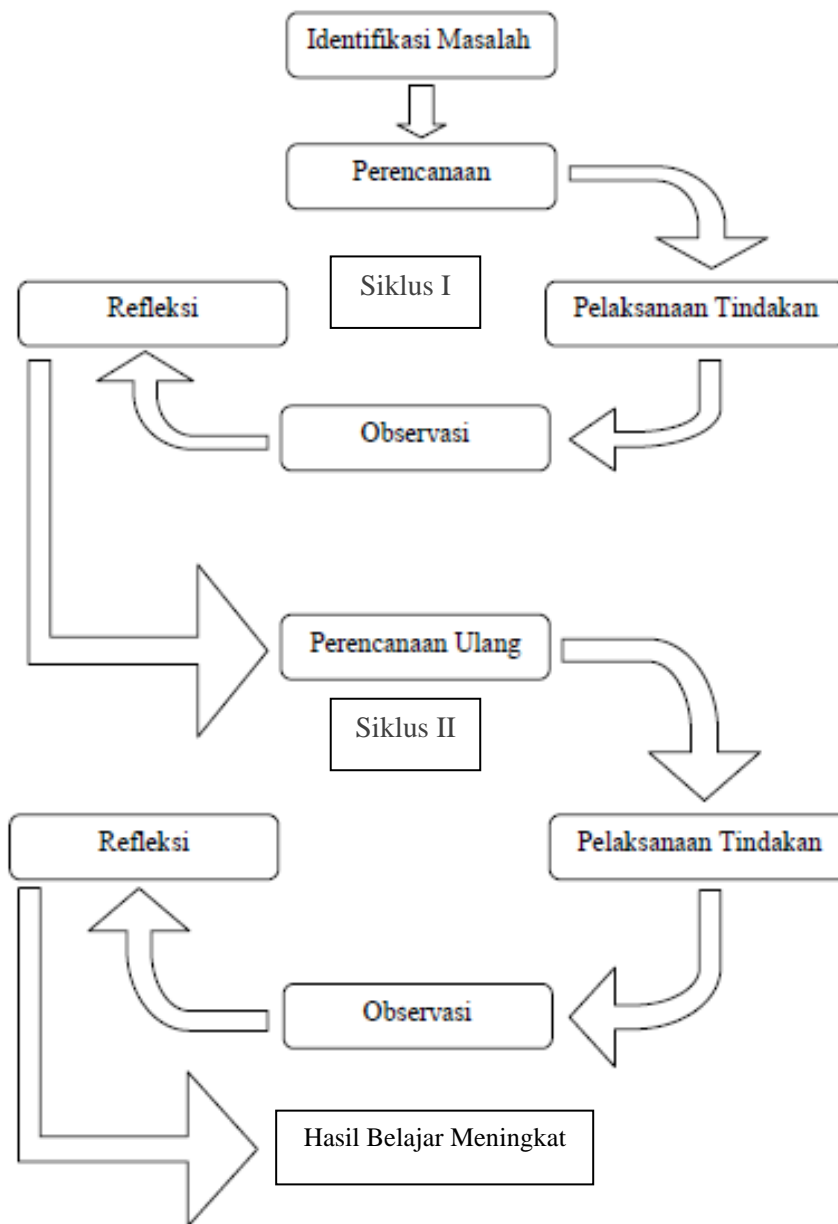 Identifikasi Masalah
Perencanaan
Siklus I
Refleksi
Pelaksanaan Tindakan
Observasi
Perencanaan Ulang
Siklus II
Refleksi
Pelaksanaan Tindakan
Observasi
Hasil Belajar Meningkat